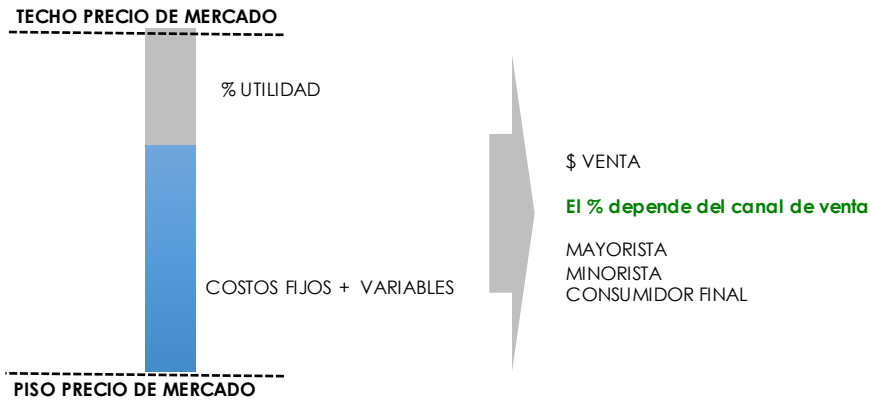 TECHO PRECIO DE MERCADO
% UTILIDAD
COSTOS FIJOS + VARIABLES
PISO PRECIO DE MERCADO
$ VENTA
El % depende del canal de venta
MAYORISTA
MINORISTA
CONSUMIDOR FINAL